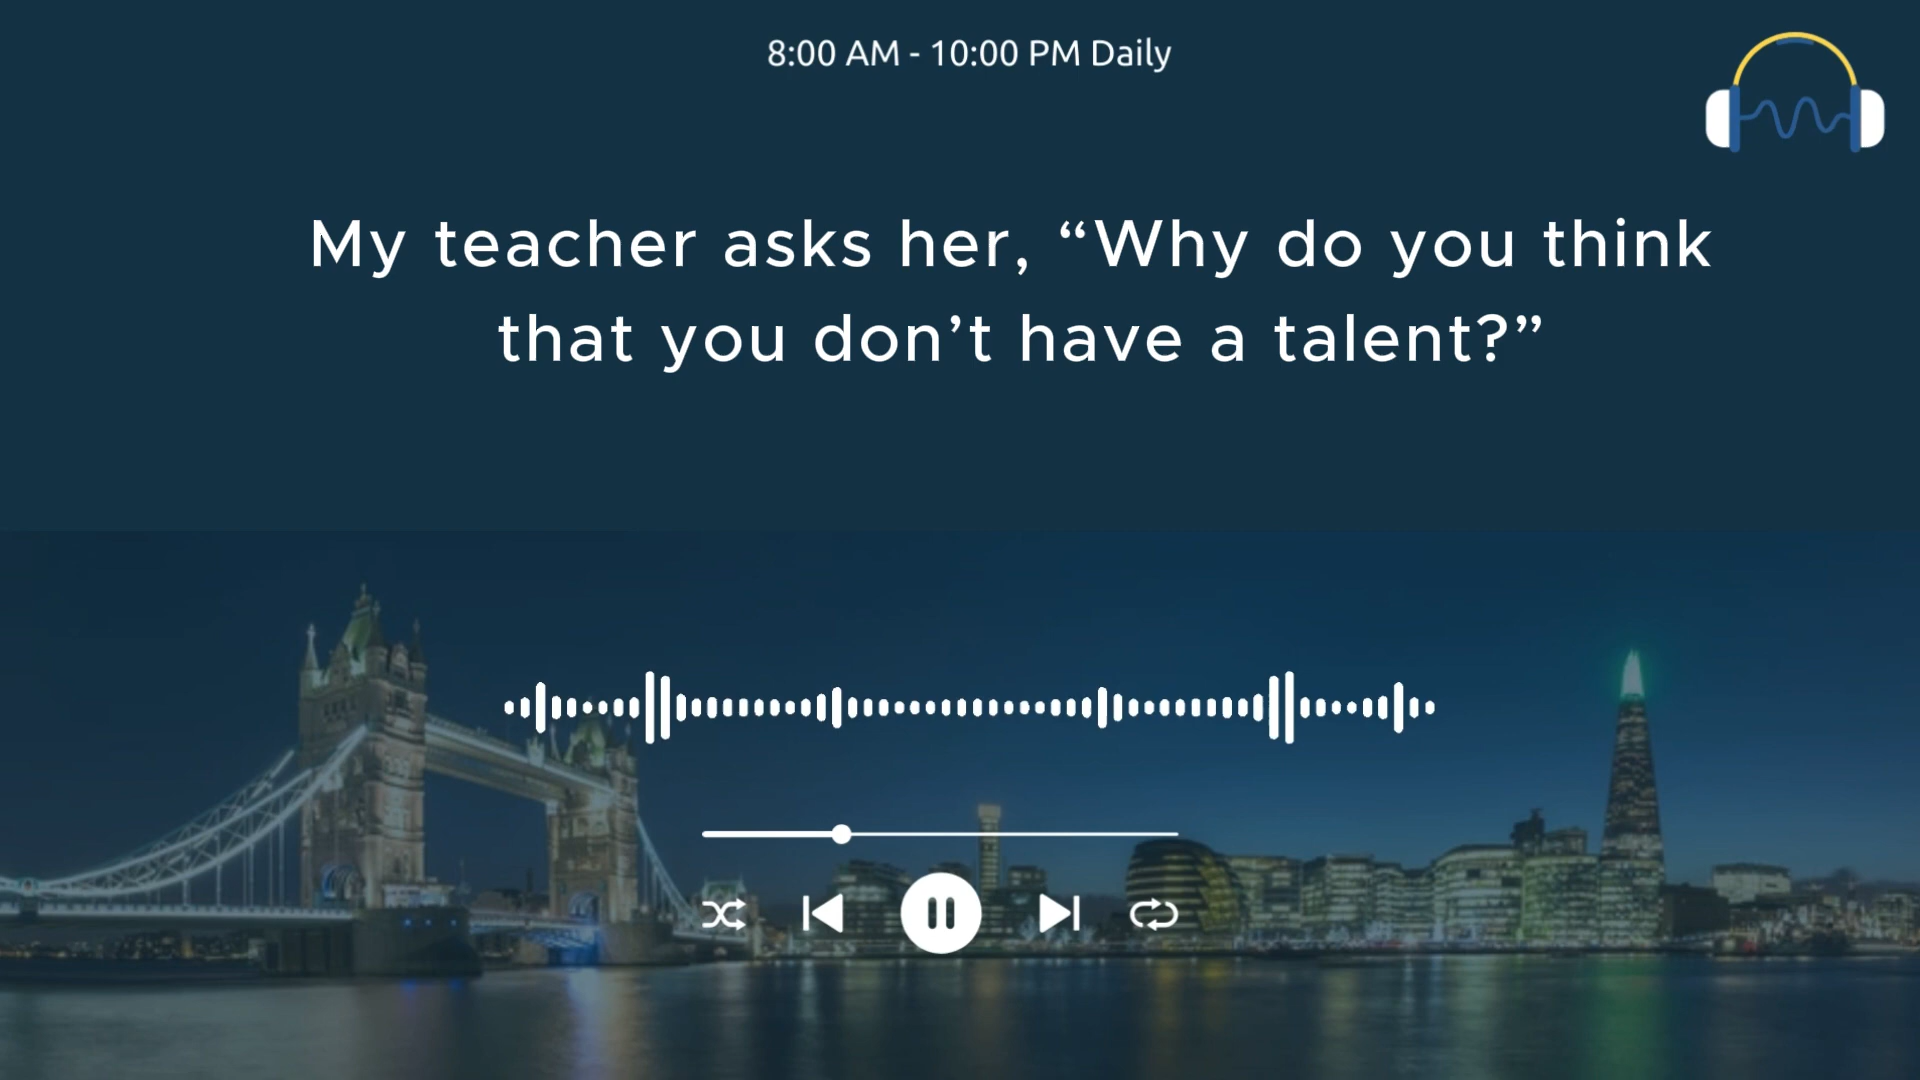 8:00 AM - 10:00 PM Daily
My teacher asks her, “Why do you think
that you don’t have a talent?”